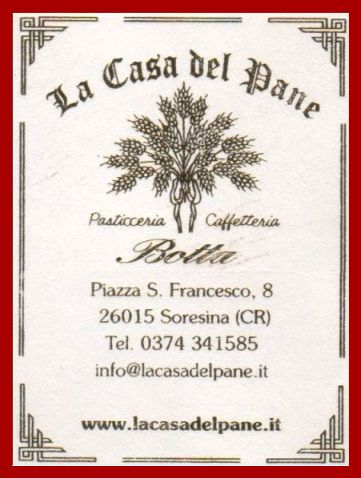 La Casa del Pane
Pasticceria Caffetteria
Botta
Piazza S. Francesco, 8
26015 Soresina (CR)
Tel. 0374 341585
info@lacasadelpane.it
www.lacasadelpane.it